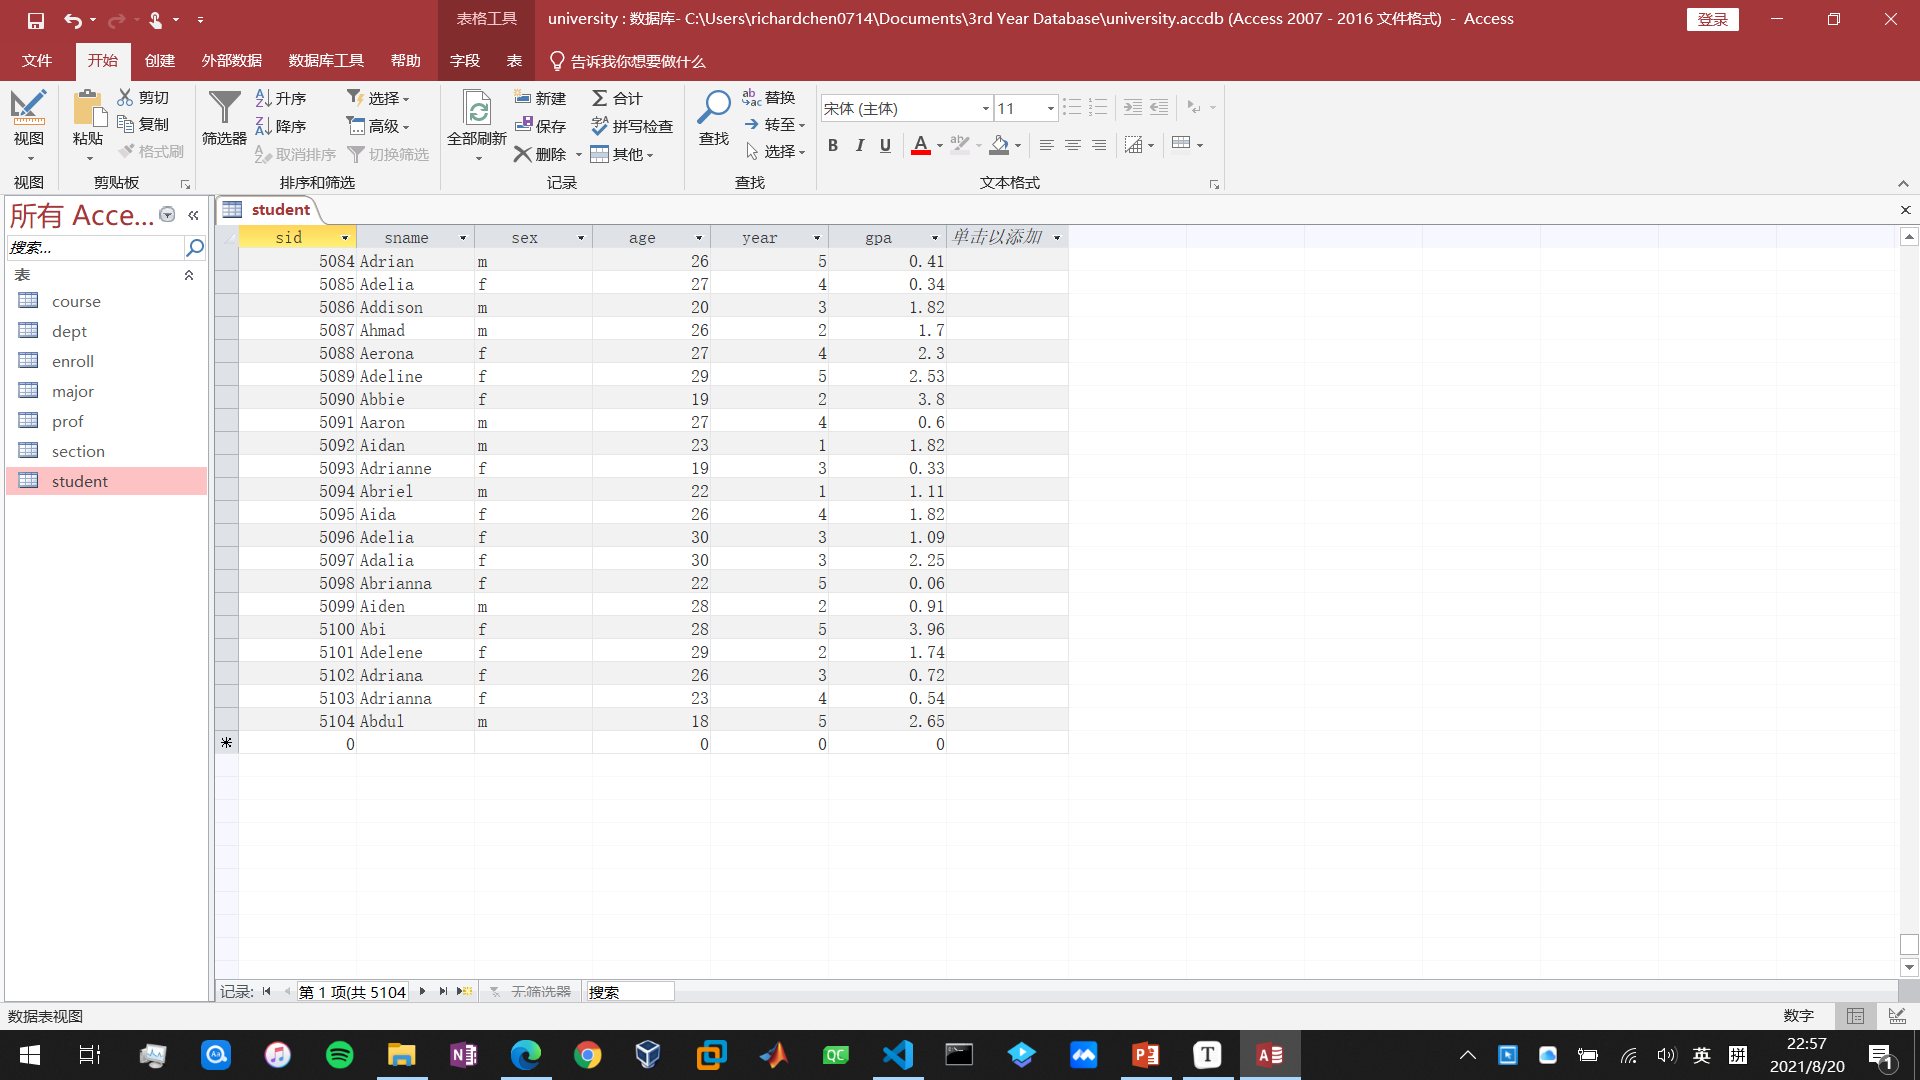 表格工具
university : 数据库- C:\Users\richardchen0714\Documents\3rd Year Database\university.accdb (Access 2007 - 2016 文件格式) - Access
登录
文件 开始 创建 外部数据 数据库工具 帮助 字段 表 告诉我你想要做什么
视图 粘贴 剪切 复制 格式刷
筛选器 升序 降序 取消排序 选择 高级 切换筛选
全部刷新 新建 保存 删除 合计 拼写检查 其他
查找 替换 转至 选择
宋体 (主体) 11
B I U A
视图 剪贴板 排序和筛选 记录 查找 文本格式
所有 Acce...
搜索...
表
course
dept
enroll
major
prof
section
student
student
sid sname sex age year gpa 单击以添加
5084 Adrian m 26 5 0.41
5085 Adelia f 27 4 0.34
5086 Addison m 20 3 1.82
5087 Ahmad m 26 2 1.7
5088 Aerona f 27 4 2.3
5089 Adeline f 29 5 2.53
5090 Abbie f 19 2 3.8
5091 Aaron m 27 4 0.6
5092 Aidan m 23 1 1.82
5093 Adrianne f 19 3 0.33
5094 Abriel m 22 1 1.11
5095 Aida f 26 4 1.82
5096 Adelia f 30 3 1.09
5097 Adalia f 30 3 2.25
5098 Abrianna f 22 5 0.06
5099 Aiden m 28 2 0.91
5100 Abi f 28 5 3.96
5101 Adelene f 29 2 1.74
5102 Adriana f 26 3 0.72
5103 Adrianna f 23 4 0.54
5104 Abdul m 18 5 2.65
0 0 0 0
记录: 第 1 项(共 5104 无筛选器 搜索
数据表视图 数字
英 拼
22:57
2021/8/20
1